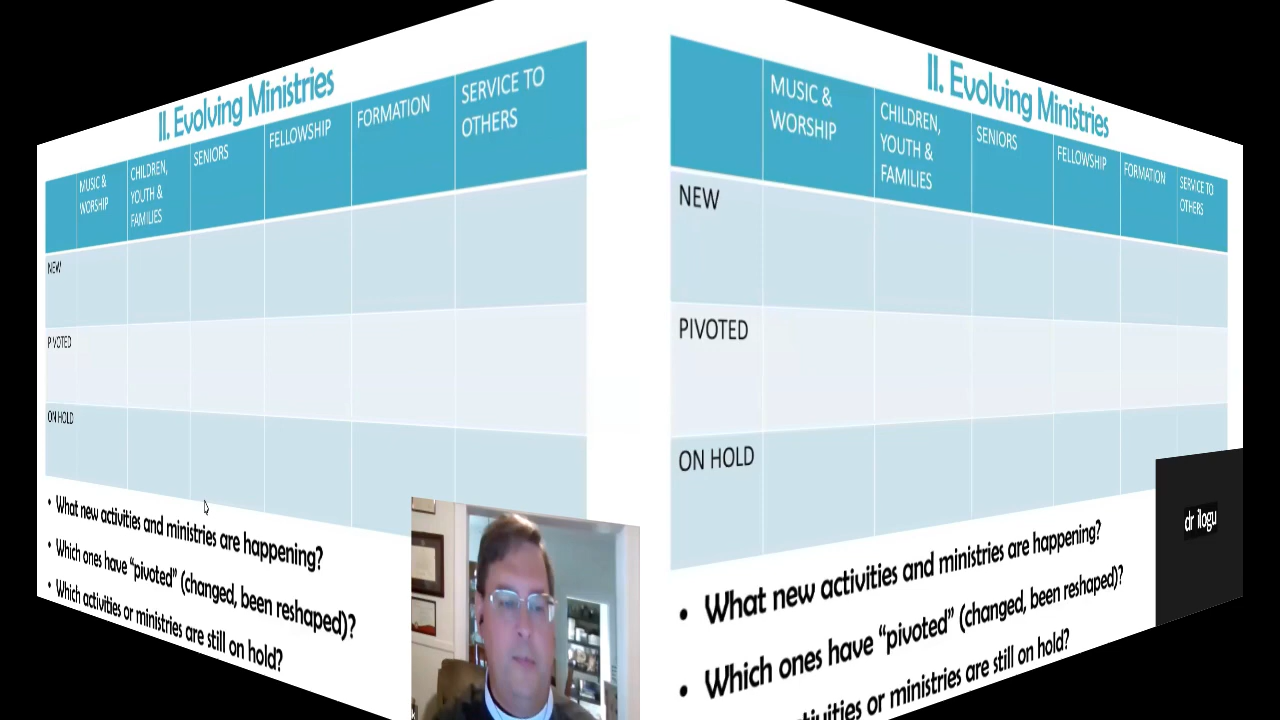 II. Evolving Ministries
MUSIC &
WORSHIP
CHILDREN,
YOUTH &
FAMILIES
SENIORS
FELLOWSHIP
FORMATION
SERVICE TO
OTHERS
NEW
PIVOTED
ON HOLD
• What new activities and ministries are happening?
• Which ones have “pivoted” (changed, been reshaped)?
• Which activities or ministries are still on hold?
II. Evolving Ministries
MUSIC &
WORSHIP
CHILDREN,
YOUTH &
FAMILIES
SENIORS
FELLOWSHIP
FORMATION
SERVICE TO
OTHERS
NEW
PIVOTED
ON HOLD
• What new activities and ministries are happening?
• Which ones have “pivoted” (changed, been reshaped)?
or ministries are still on hold?
dr ilogu